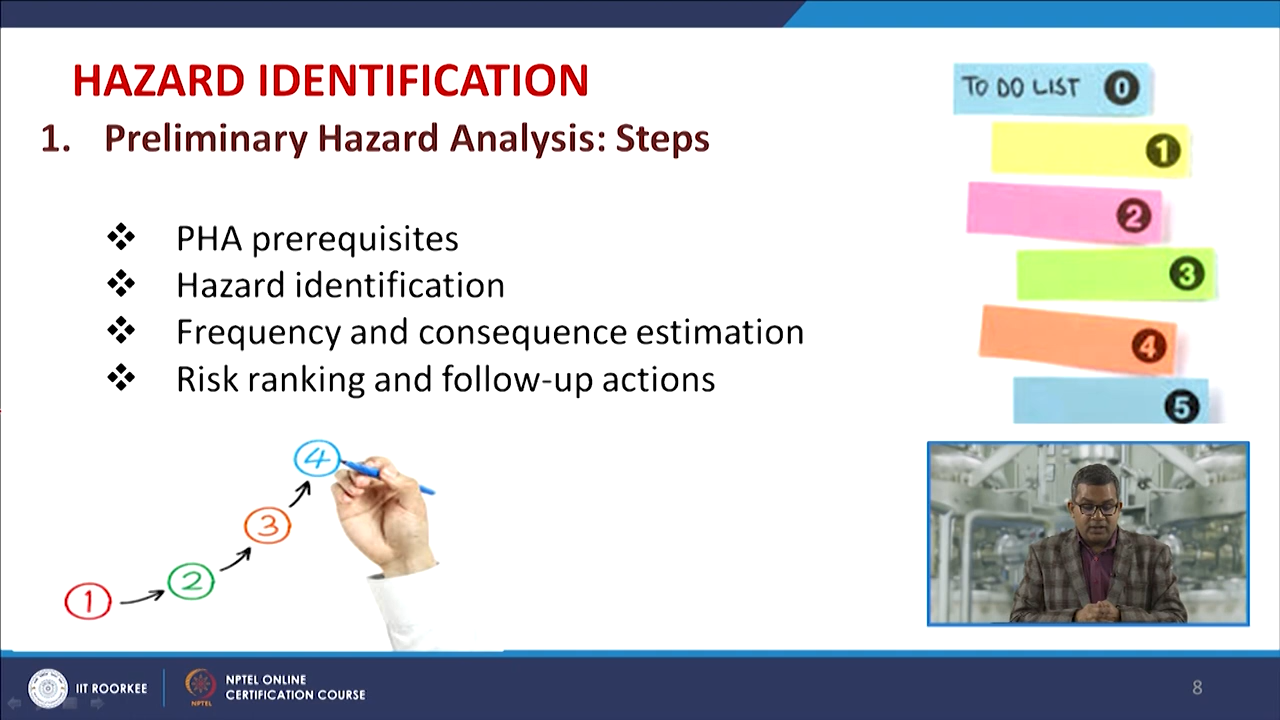 HAZARD IDENTIFICATION
1. Preliminary Hazard Analysis: Steps
PHA prerequisites
Hazard identification
Frequency and consequence estimation
Risk ranking and follow-up actions
TO DO LIST 0
1
2
3
4
5
1
2
3
4
IIT ROORKEE
NPTEL
NPTEL ONLINE
CERTIFICATION COURSE
8